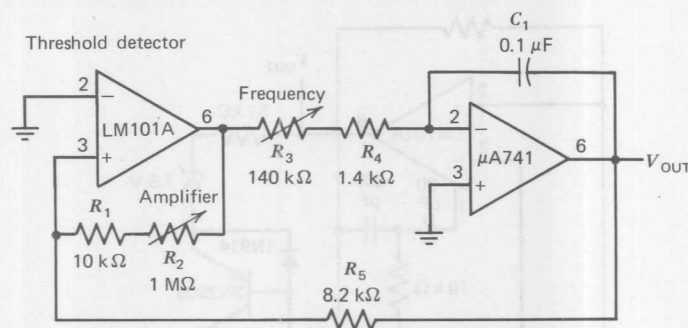 Threshold detector
C₁
0.1 μF
2
−
LM101A
6
3
+
Frequency
R₃
140 kΩ
R₄
1.4 kΩ
2
−
μA741
6
3
+
V_OUT
R₁
10 kΩ
Amplifier
R₂
1 MΩ
R₅
8.2 kΩ